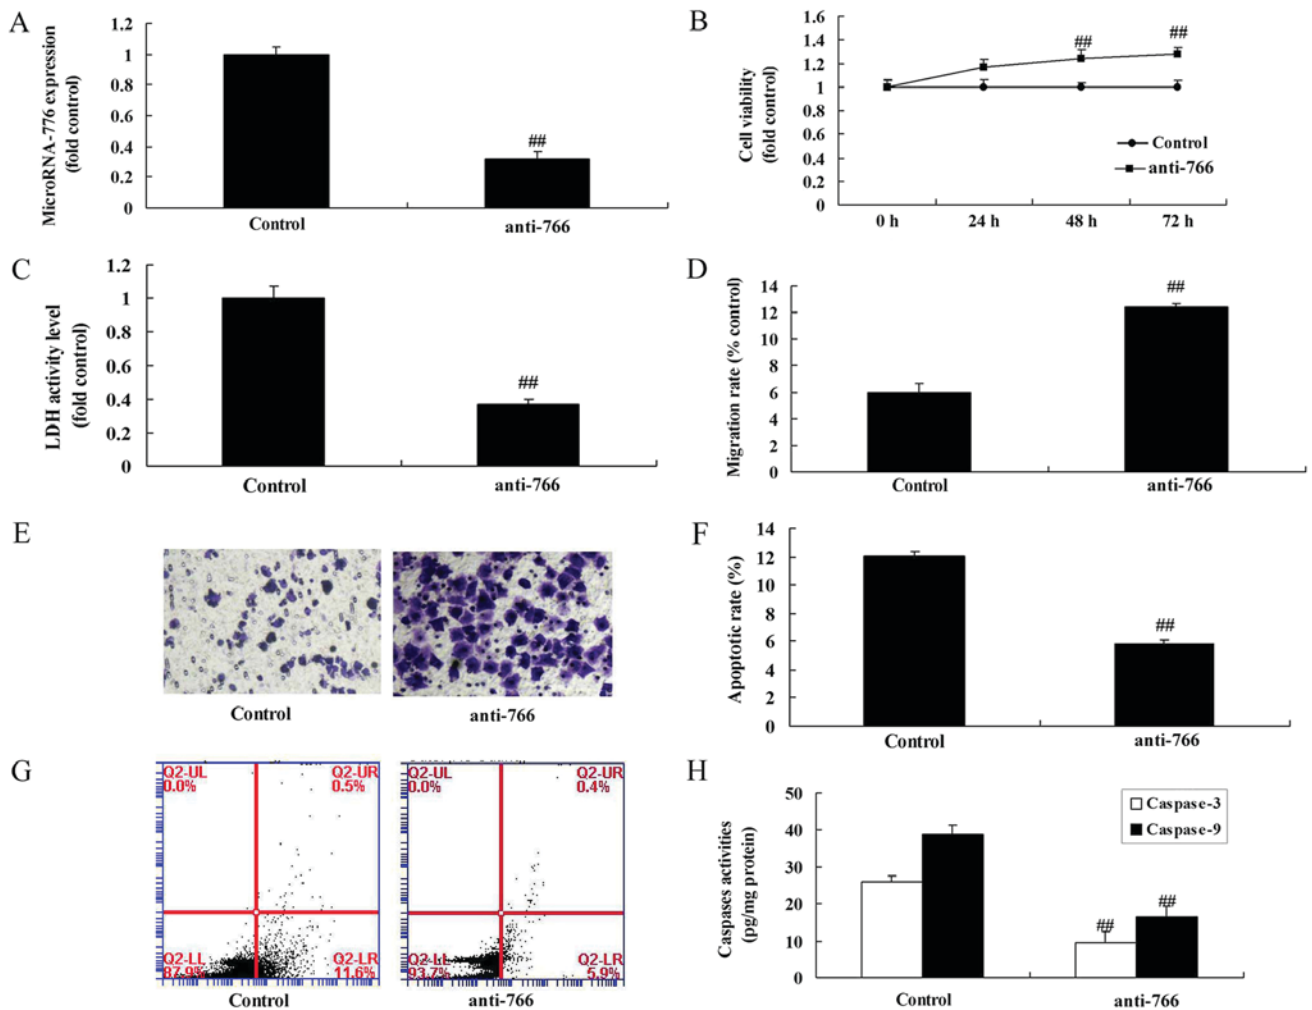 A
MicroRNA-776 expression
(fold control)
1.2
1
0.8
0.6
0.4
0.2
0
##
Control
anti-766
B
Cell viability
(fold control)
1.6
1.4
1.2
1
0.8
0.6
0.4
0.2
0
##
##
Control
anti-766
0 h
24 h
48 h
72 h
C
LDH activity level
(fold control)
1.2
1
0.8
0.6
0.4
0.2
0
##
Control
anti-766
D
Migration rate (% control)
14
12
10
8
6
4
2
0
##
Control
anti-766
E
Control
anti-766
F
Apoptotic rate (%)
14
12
10
8
6
4
2
0
##
Control
anti-766
G
Q2-UL
0.0%
Q2-UR
0.5%
Q2-LL
87.9%
Q2-LR
11.6%
Control
Q2-UL
0.0%
Q2-UR
0.4%
Q2-LL
93.7%
Q2-LR
5.9%
anti-766
H
Caspases activities
(pg/mg protein)
50
40
30
20
10
0
Caspase-3
Caspase-9
##
##
Control
anti-766